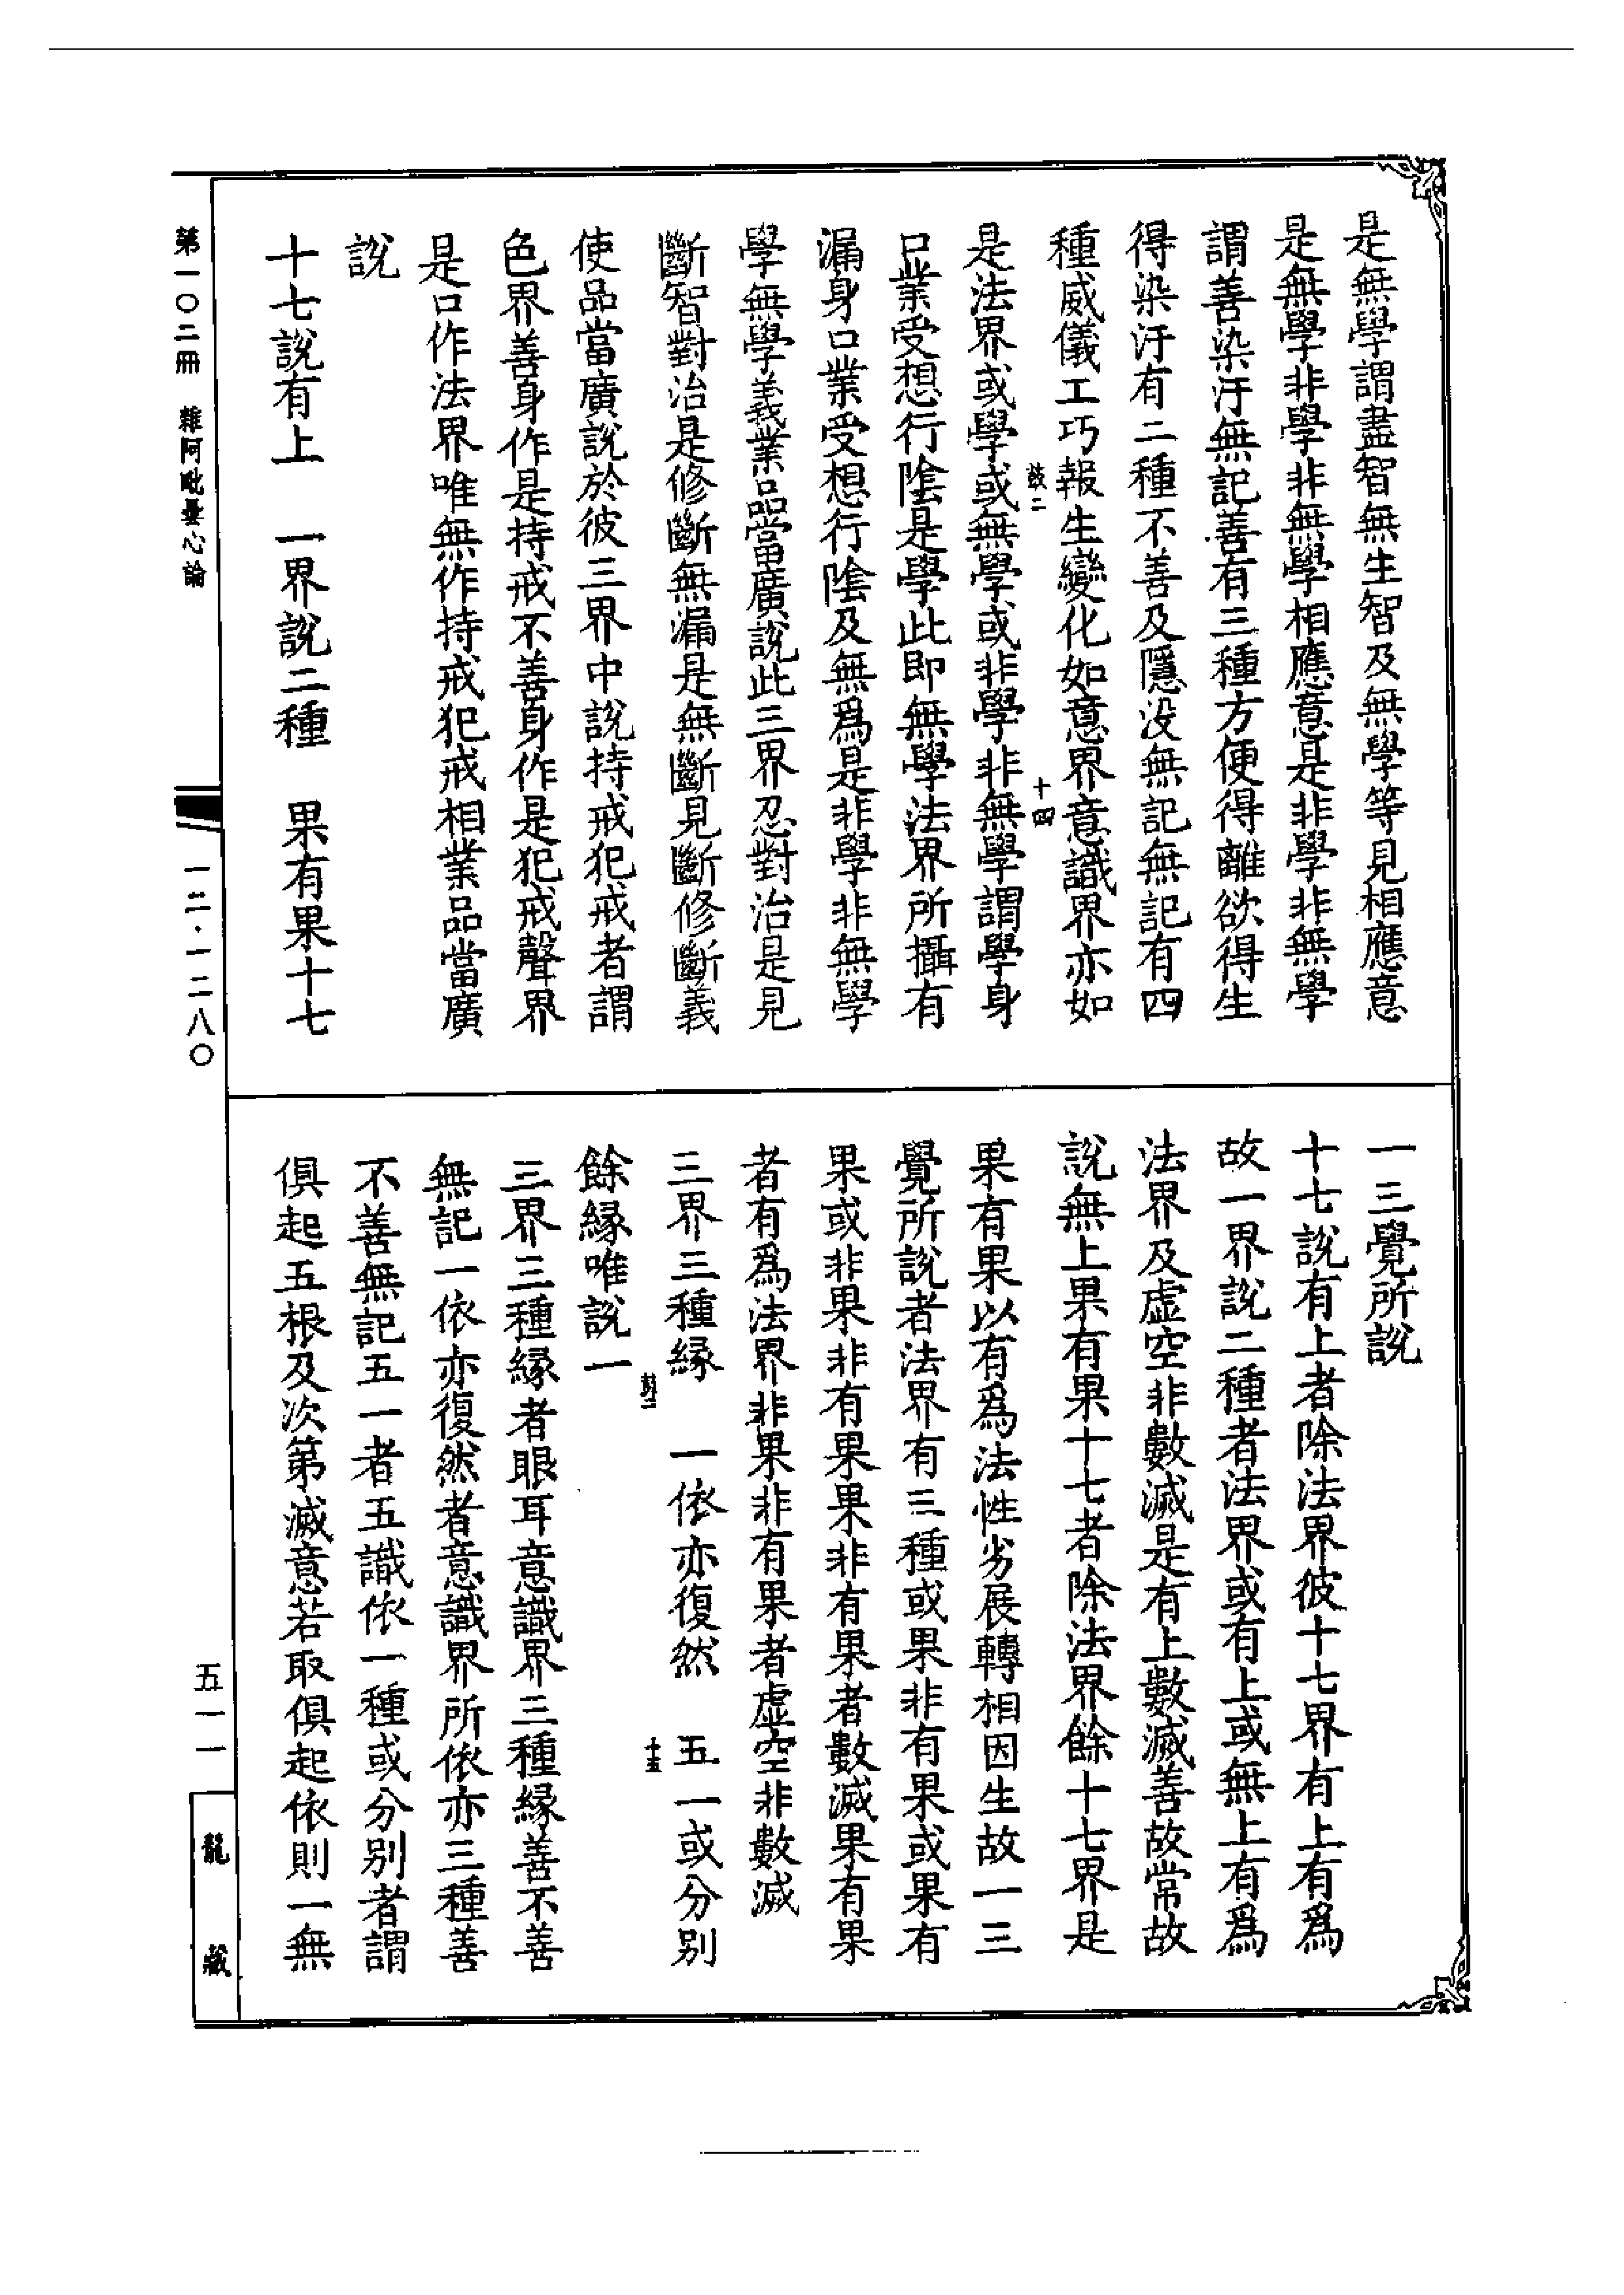 是無學謂盡智無生智及無學等見相應意
是無學非學非無學相應意是非學非無學
謂善染汙無記善有三種方便得離欲得生
得染汙有二種不善及隱没無記無記有四
種威儀工巧報生變化如意界意識界亦如
鼓二
十四
是法界或學或無學或非學非無學謂學身
口業受想行陰是學此即無學法界所攝有
漏身口業受想行陰及無爲是非學非無學
學無學義業品當廣說此三界忍對治是見
斷智對治是修斷無漏是無斷見斷修斷義
使品當廣說於彼三界中說持戒犯戒者謂
色界善身作是持戒不善身作是犯戒聲界
是口作法界唯無作持戒犯戒相業品當廣
說
十七說有上　一界說二種　果有果十七
一三覺所說
十七說有上者除法界彼十七界有上有爲
故一界說二種者法界或有上或無上有爲
法界及虛空非數滅是有上數滅善故常故
說無上果有果十七者除法界餘十七界是
果有果以有爲法性劣展轉相因生故一三
覺所說者法界有三種或果非有果或果有
果或非果非有果果非有果者數滅果有果
者有爲法界非果非有果者虛空非數滅
三界三種緣　一依亦復然　五一或分別
鼓二
十五
餘緣唯說一
三界三種緣者眼耳意識界三種緣善不善
無記一依亦復然者意識界所依亦三種善
不善無記五一者五識依一種或分別者謂
俱起五根及次第滅意若取俱起依則一無
第一〇二冊　雜阿毗曇心論
一二·一二八〇
五一一
龍藏